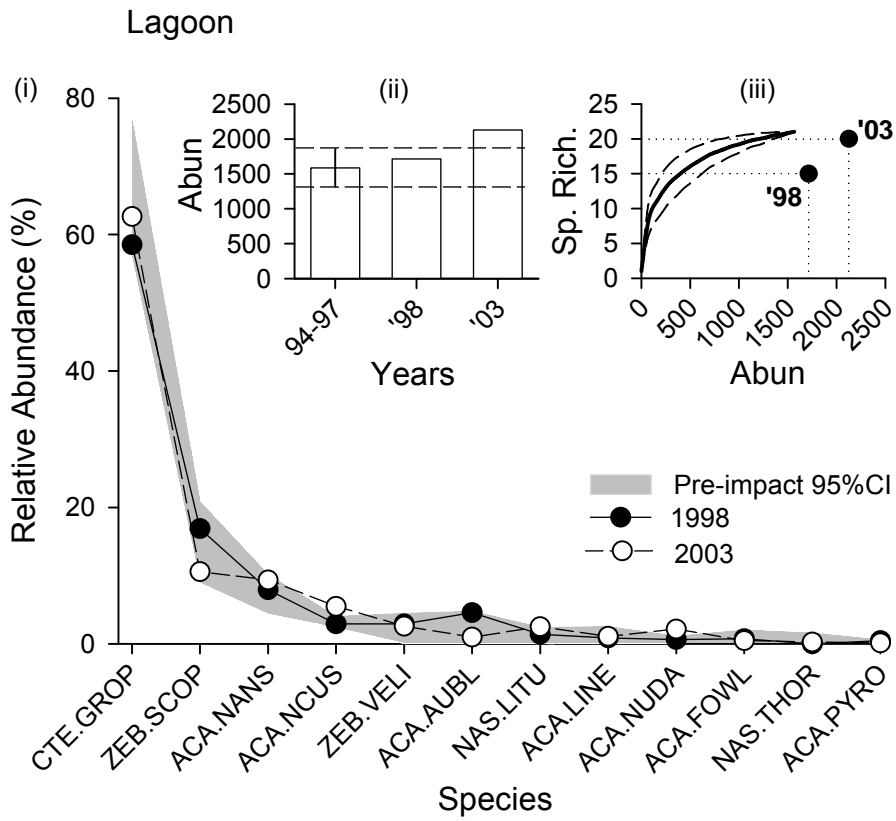 Lagoon
(i)
(ii)
(iii)
Relative Abundance (%)
80
60
40
20
0
Abun
2500
2000
1500
1000
500
0
94-97
'98
'03
Years
Sp. Rich.
25
20
15
10
5
0
'03
'98
0
500
1000
1500
2000
2500
Abun
Pre-impact 95%CI
1998
2003
CTE.GROP
ZEB.SCOP
ACA.NANS
ACA.NCUS
ZEB.VELI
ACA.AUBL
NAS.LITU
ACA.LINE
ACA.NUDA
ACA.FOWL
NAS.THOR
ACA.PYRO
Species